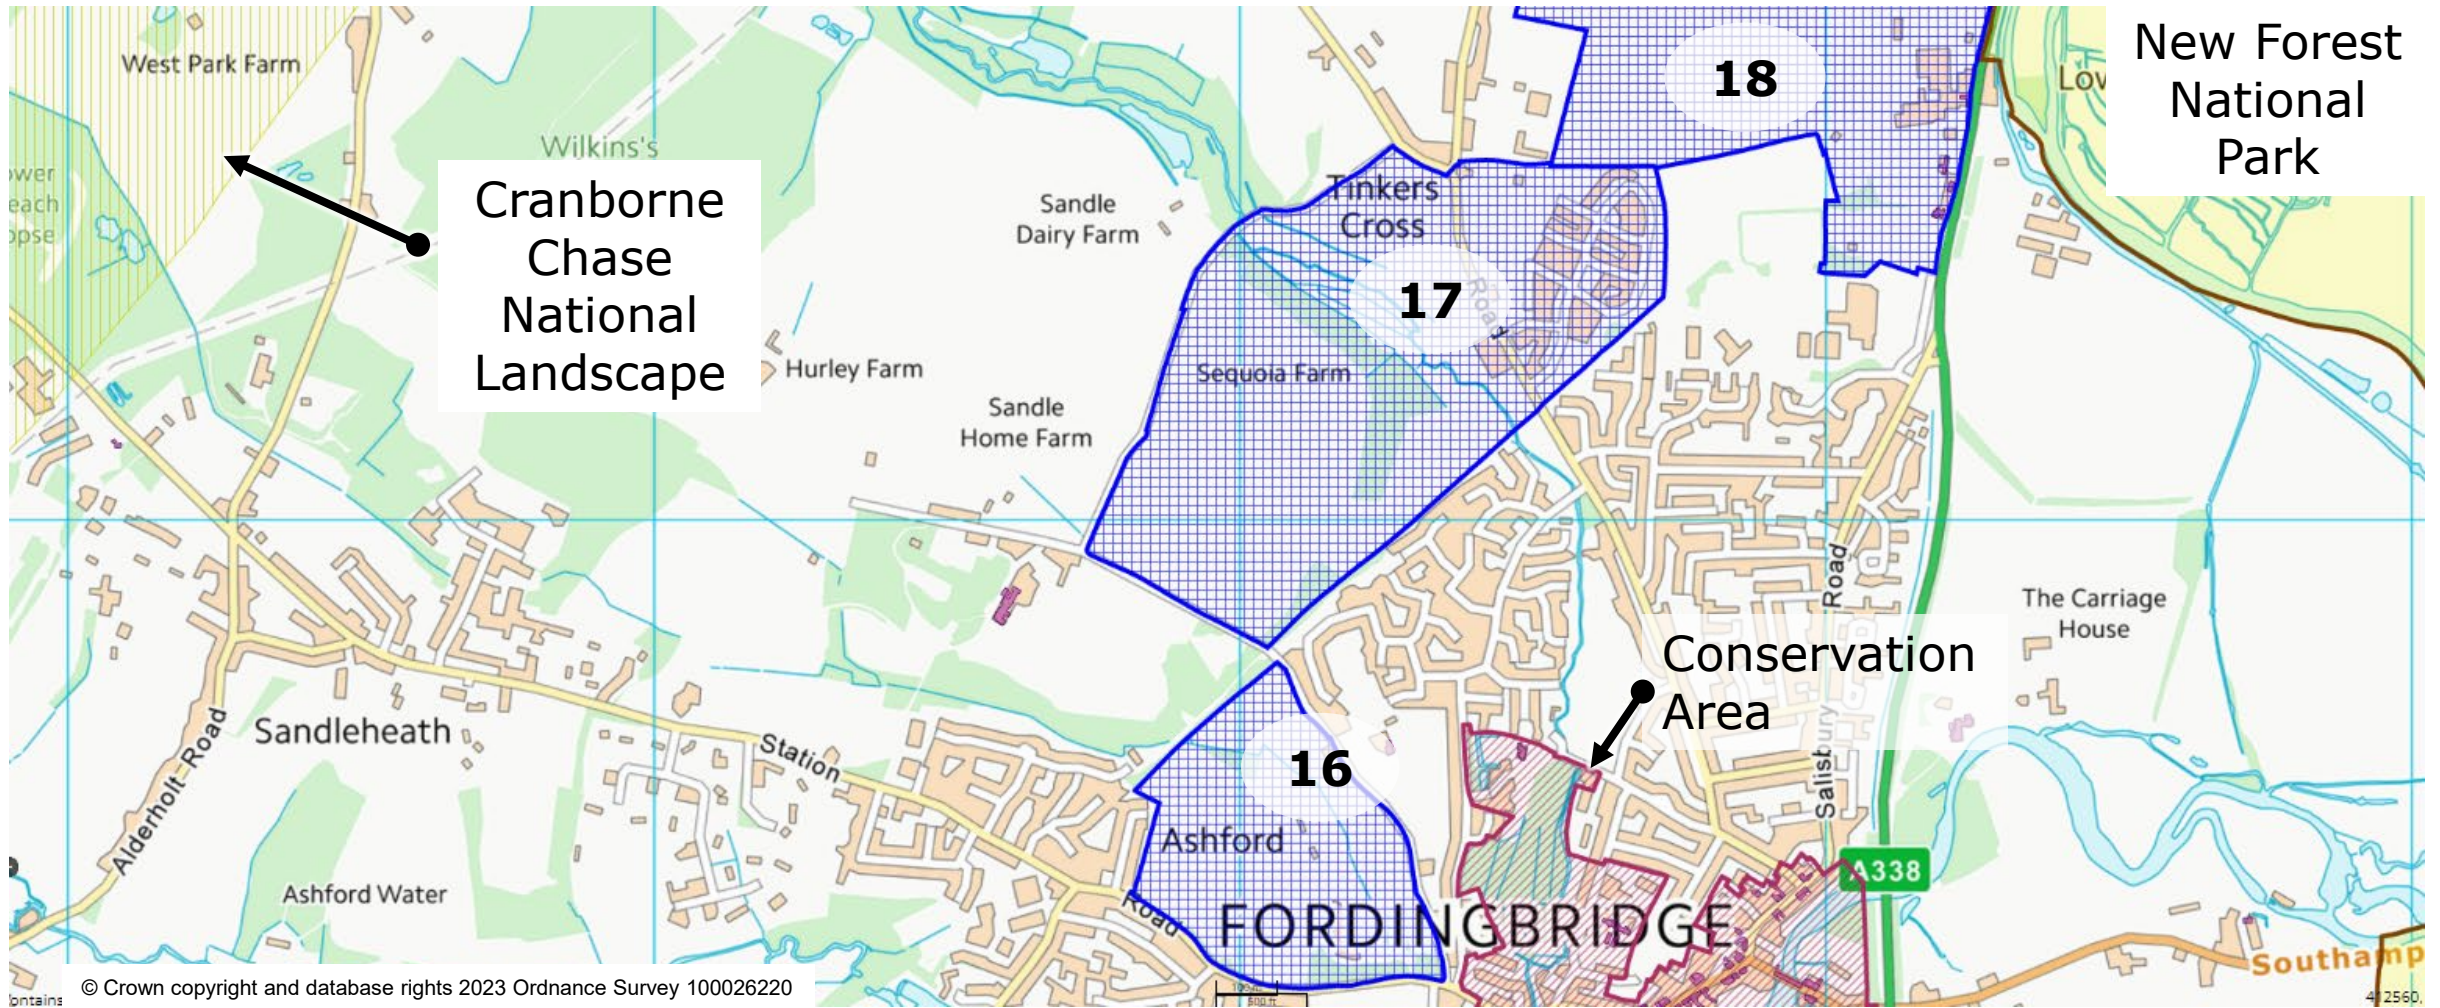 West Park Farm
18
New Forest
National
Park
Wilkins's
Cranborne
Chase
National
Landscape
Sandle
Dairy Farm
Tinkers
Cross
17
Road
Sequoia Farm
Hurley Farm
Sandle
Home Farm
Road
The Carriage
House
Conservation
Area
Sandleheath
Alderholt Road
Station
Road
16
Ashford
Salisbury
A338
Ashford Water
FORDINGBRIDGE
Southamp
© Crown copyright and database rights 2023 Ordnance Survey 100026220
500 ft